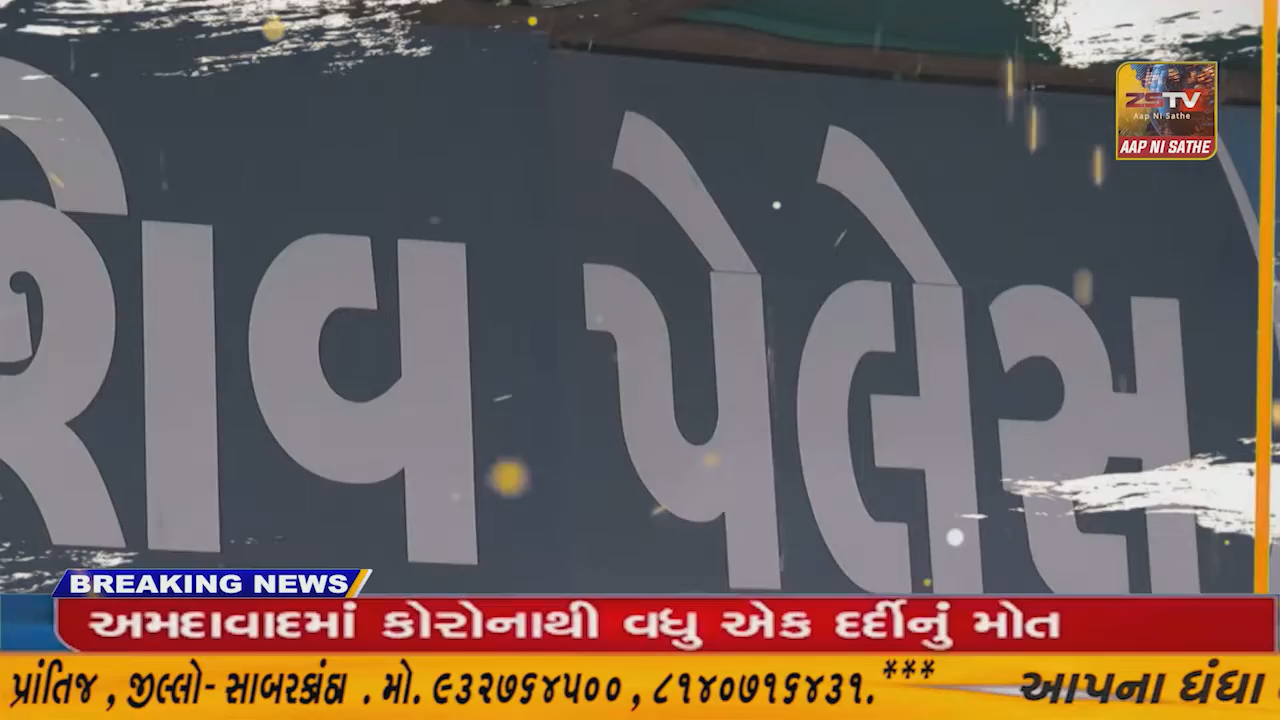 ZSTV
Aap Ni Sathe
AAP NI SATHE
શિવ પેલેસ
BREAKING NEWS
અમદાવાદમાં કોરોનાથી વધુ એક દર્દીનું મોત
પ્રાંતિજ , જીલ્લો- સાબરકાંઠા . મો. ૯૩૨૭૬૪૫૦૦ , ૮૧૪૦૭૧૬૪૩૧.*** આપના ધંધા